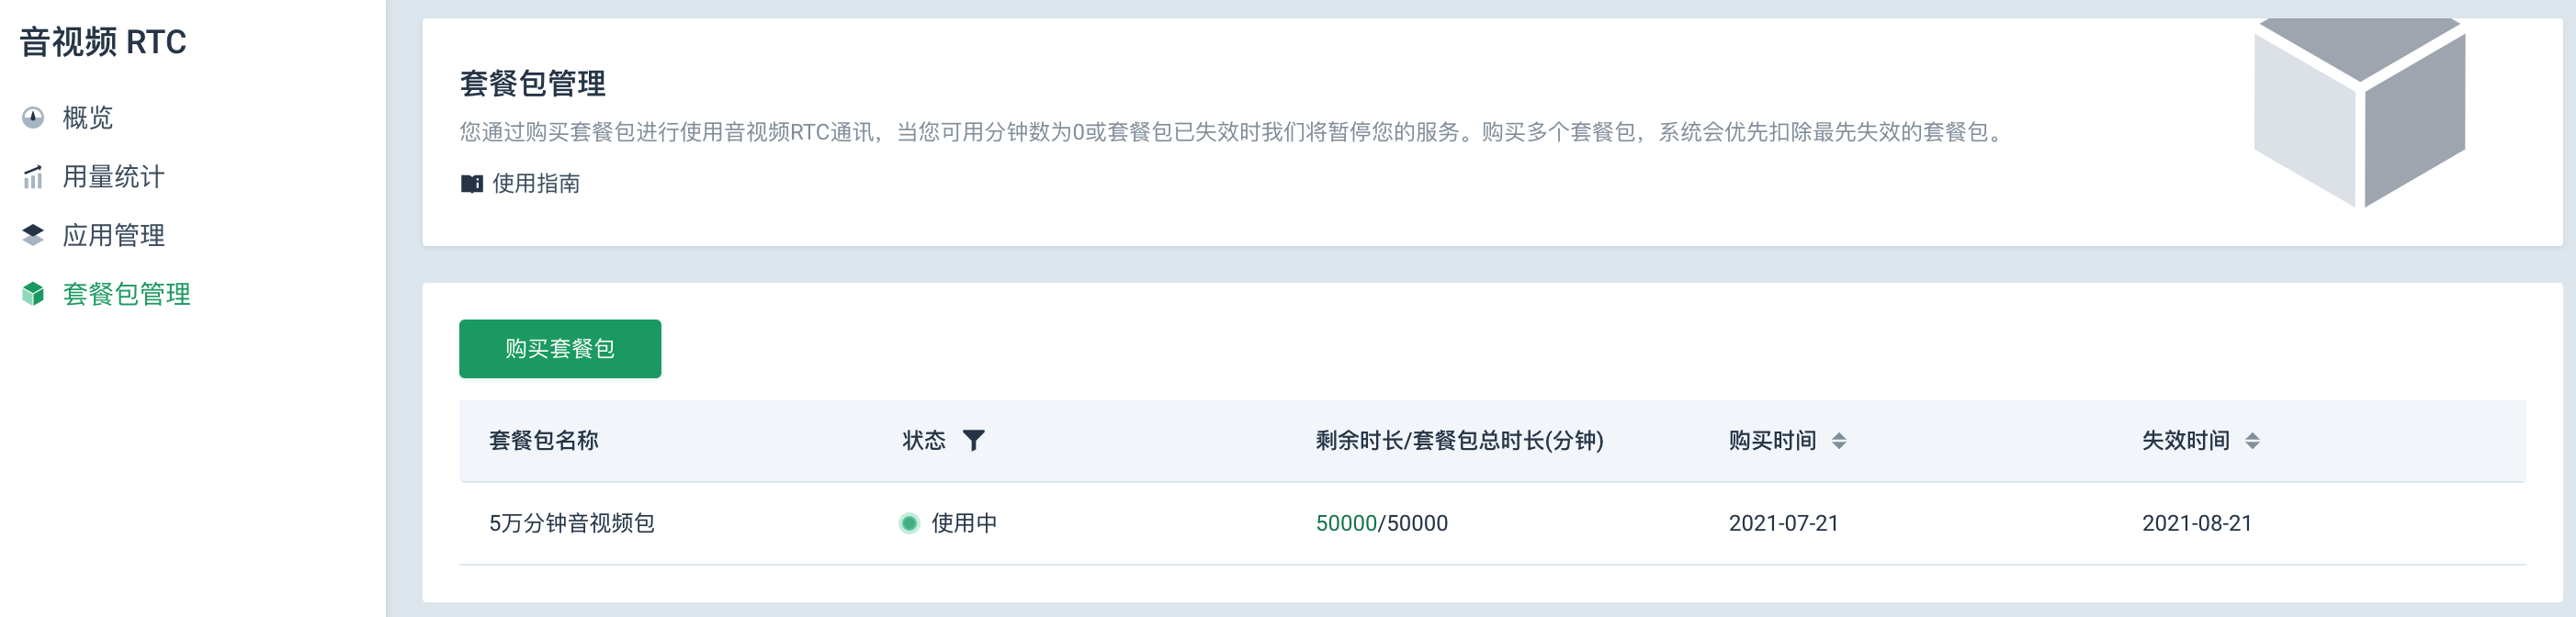 音视频 RTC
概览
用量统计
应用管理
套餐包管理
套餐包管理
您通过购买套餐包进行使用音视频RTC通讯，当您可用分钟数为0或套餐包已失效时我们将暂停您的服务。购买多个套餐包，系统会优先扣除最先失效的套餐包。
使用指南
购买套餐包
套餐包名称 状态 剩余时长/套餐包总时长(分钟) 购买时间 失效时间
5万分钟音视频包 使用中 50000/50000 2021-07-21 2021-08-21